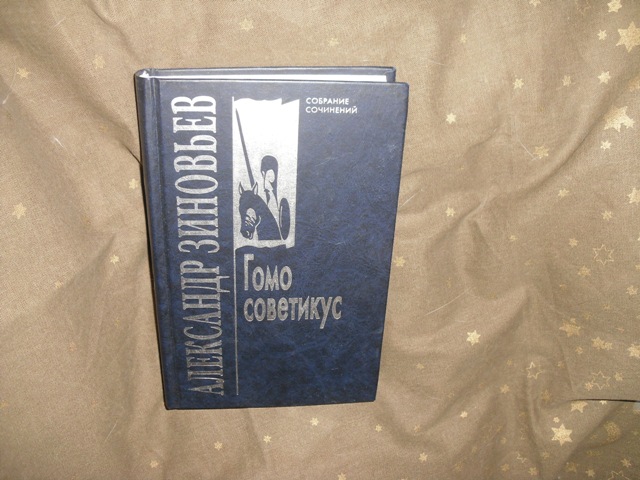 АЛЕКСАНДР ЗИНОВЬЕВ
СОБРАНИЕ
СОЧИНЕНИЙ
Гомо
советикус